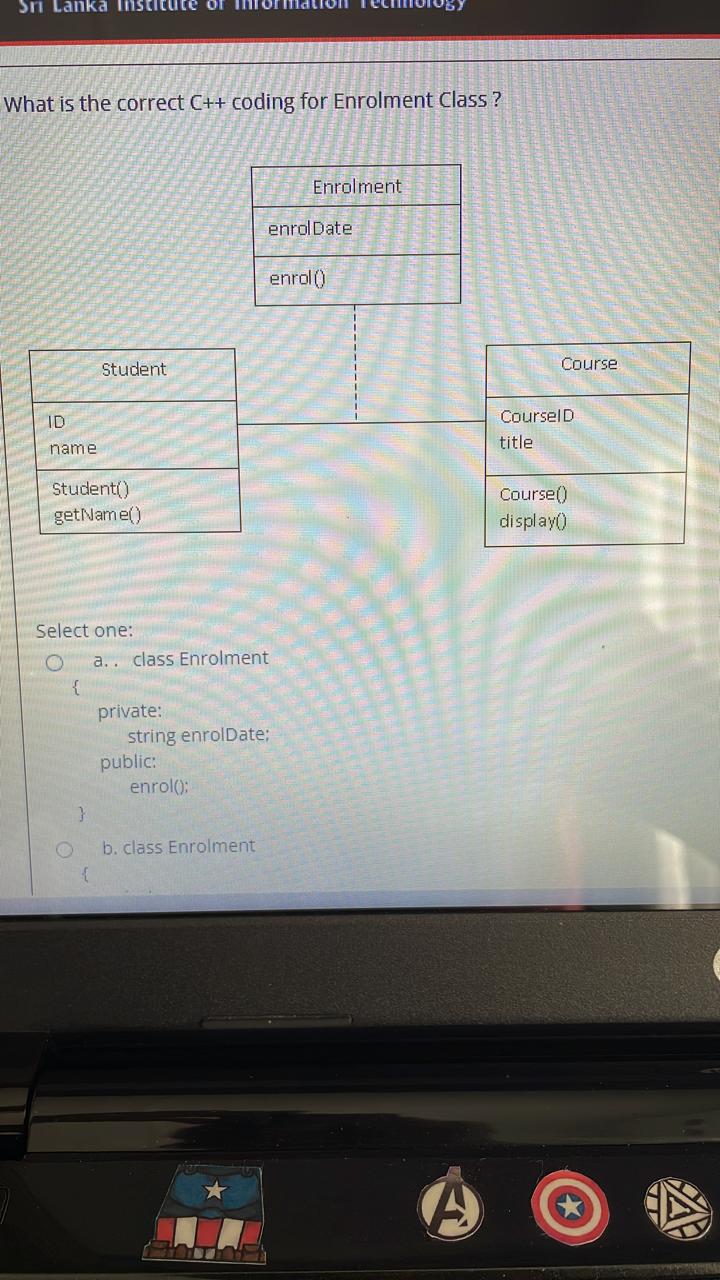 Sri Lanka Institute of Information Technology
What is the correct C++ coding for Enrolment Class ?
Enrolment
enrolDate
enrol()
Student
ID
name
Student()
getName()
Course
CourseID
title
Course()
display()
Select one:
a. . class Enrolment
{
private:
string enrolDate;
public:
enrol();
}
b. class Enrolment
{